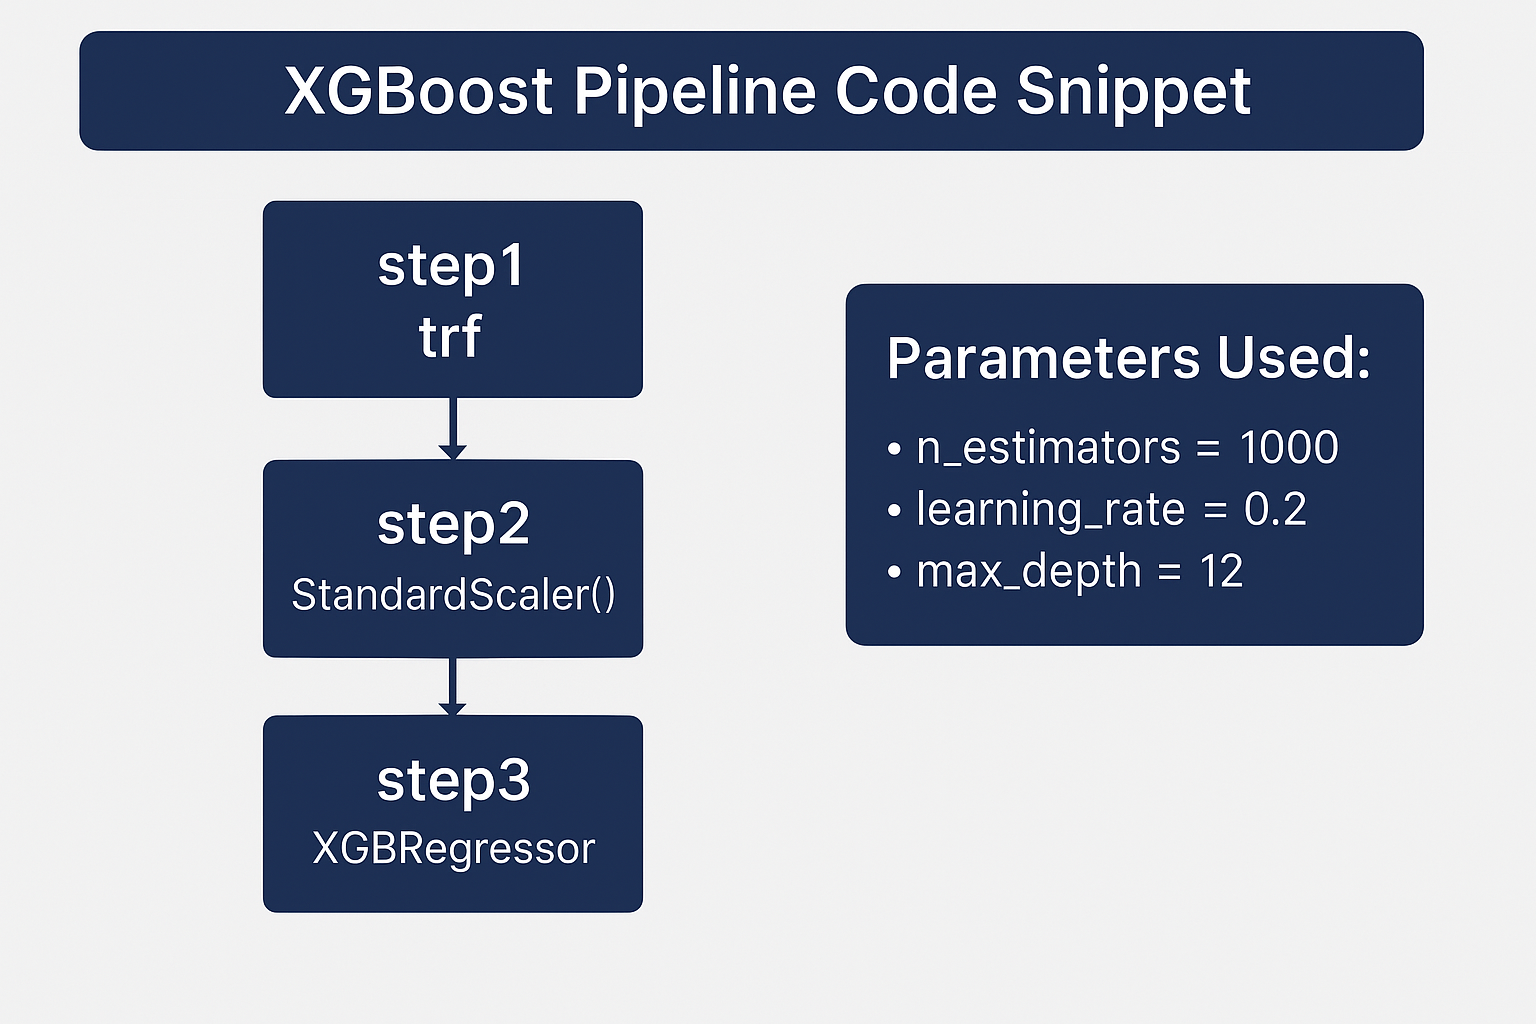 XGBoost Pipeline Code Snippet
step1
trf
step2
StandardScaler()
step3
XGBRegressor
Parameters Used:
• n_estimators = 1000
• learning_rate = 0.2
• max_depth = 12